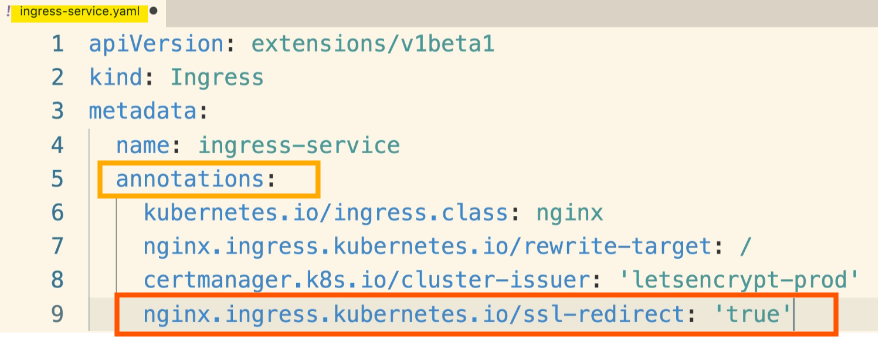 ! ingress-service.yaml ●
1 apiVersion: extensions/v1beta1
2 kind: Ingress
3 metadata:
4 name: ingress-service
5 annotations:
6 kubernetes.io/ingress.class: nginx
7 nginx.ingress.kubernetes.io/rewrite-target: /
8 certmanager.k8s.io/cluster-issuer: 'letsencrypt-prod'
9 nginx.ingress.kubernetes.io/ssl-redirect: 'true'